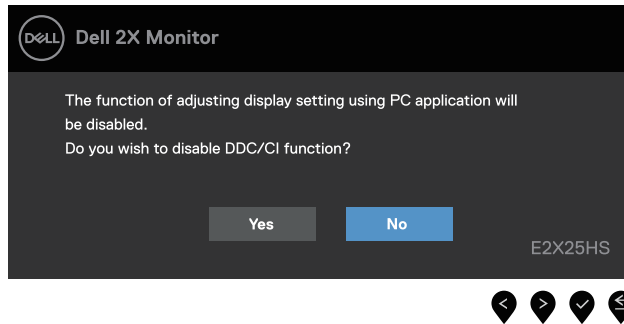 DELL Dell 2X Monitor
The function of adjusting display setting using PC application will
be disabled.
Do you wish to disable DDC/CI function?
Yes No
E2X25HS